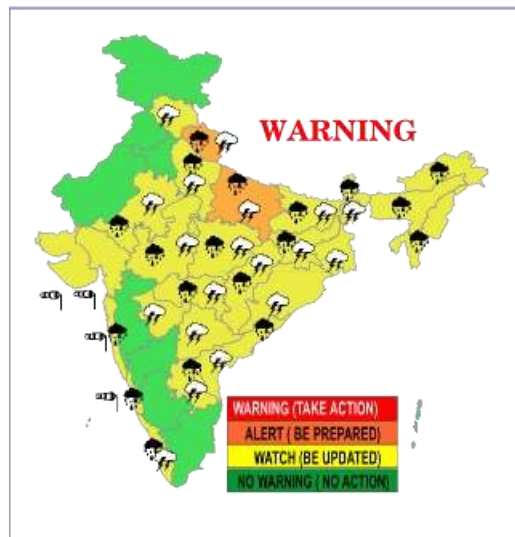 WARNING
WARNING (TAKE ACTION)
ALERT ( BE PREPARED)
WATCH (BE UPDATED)
NO WARNING ( NO ACTION)